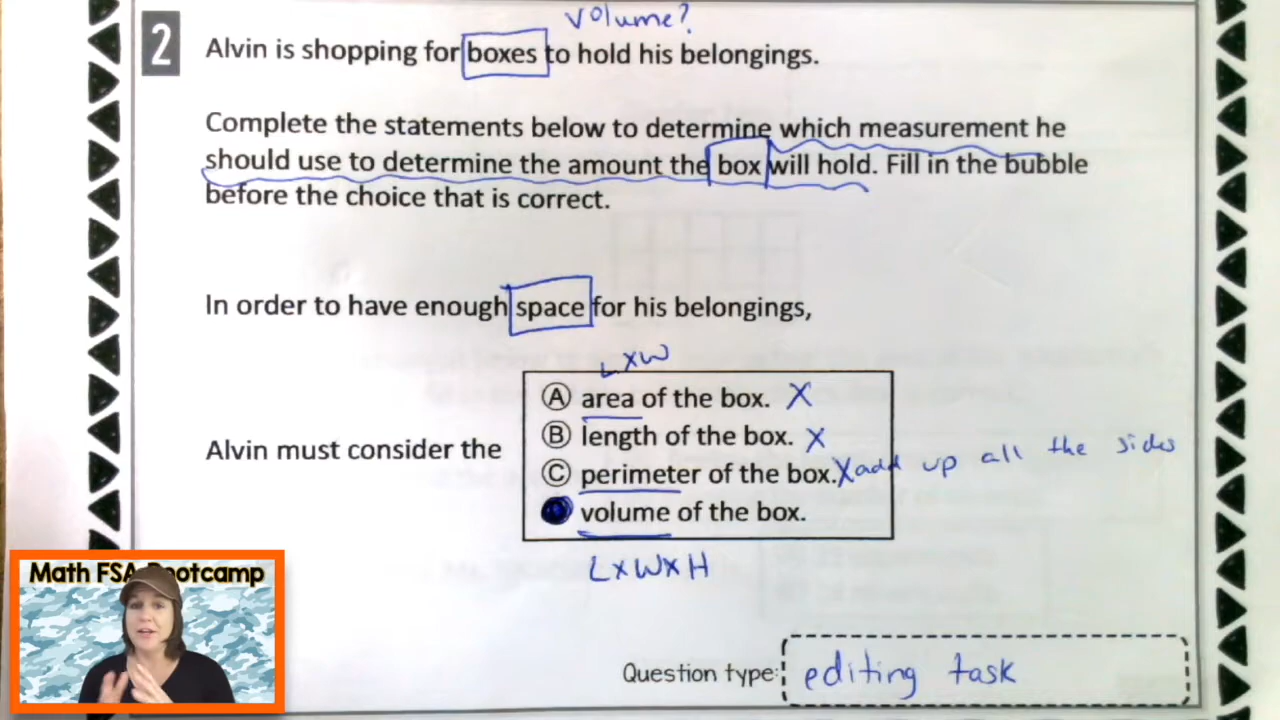 volume?
2 Alvin is shopping for boxes to hold his belongings.
Complete the statements below to determine which measurement he
should use to determine the amount the box will hold. Fill in the bubble
before the choice that is correct.
In order to have enough space for his belongings,
L×W
A area of the box. X
B length of the box. X
Alvin must consider the
C perimeter of the box. X add up all the sides
volume of the box.
L×W×H
Math FSA Bootcamp
Question type: editing task